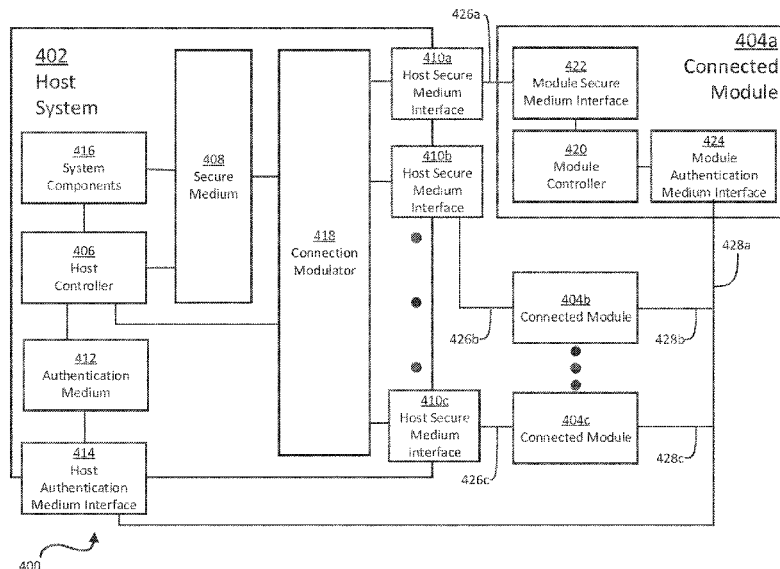 402
Host
System
416
System
Components
406
Host
Controller
412
Authentication
Medium
414
Host
Authentication
Medium Interface
408
Secure
Medium
418
Connection
Modulator
410a
Host Secure
Medium
Interface
410b
Host Secure
Medium
Interface
410c
Host Secure
Medium
interface
426a
404a
Connected
Module
422
Module Secure
Medium Interface
420
Module
Controller
424
Module
Authentication
Medium Interface
428a
404b
Connected Module
426b
428b
404c
Connected Module
426c
428c
400